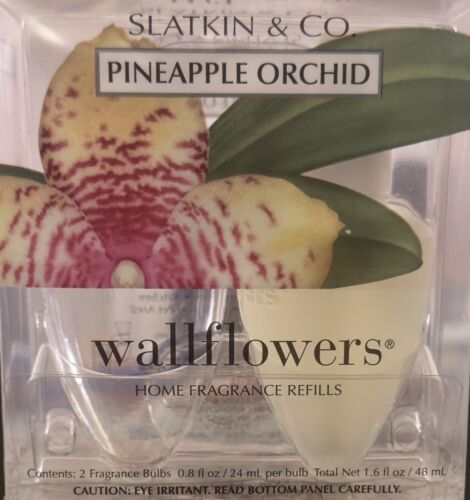 SLATKIN & CO.
PINEAPPLE ORCHID
wallflowers®
HOME FRAGRANCE REFILLS
Contents: 2 Fragrance Bulbs 0.8 fl oz / 24 mL per bulb Total Net 1.6 fl oz / 48 mL
CAUTION: EYE IRRITANT. READ BOTTOM PANEL CAREFULLY.